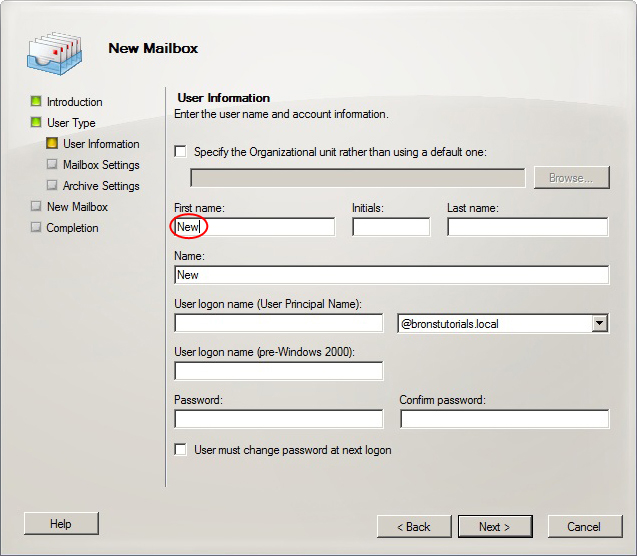 New Mailbox
Introduction
User Type
User Information
Mailbox Settings
Archive Settings
New Mailbox
Completion
User Information
Enter the user name and account information.
Specify the Organizational unit rather than using a default one:
Browse...
First name: Initials: Last name:
New
Name:
New
User logon name (User Principal Name):
@bronstutorials.local
User logon name (pre-Windows 2000):
Password: Confirm password:
User must change password at next logon
Help < Back Next > Cancel